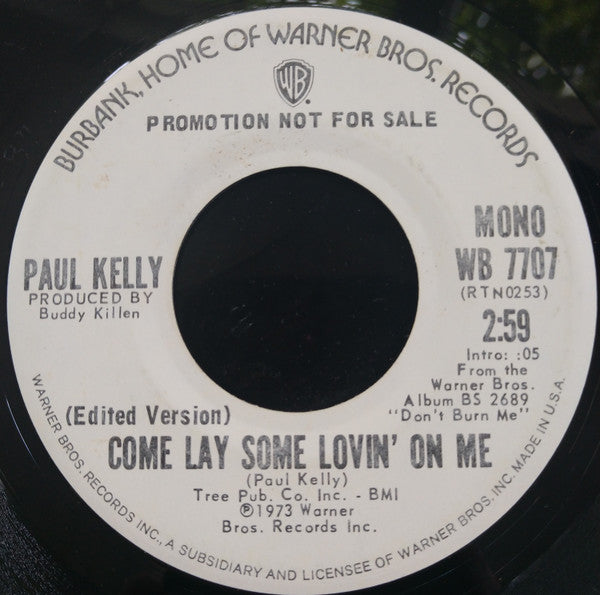 BURBANK, HOME OF WARNER BROS. RECORDS
WB
PROMOTION NOT FOR SALE
MONO
WB 7707
(RTN0253)
2:59
Intro: :05
From the
Warner Bros.
Album BS 2689
"Don't Burn Me"
PAUL KELLY
PRODUCED BY
Buddy Killen
(Edited Version)
COME LAY SOME LOVIN' ON ME
(Paul Kelly)
Tree Pub. Co. Inc. - BMI
Ⓟ1973 Warner
Bros. Records Inc.
WARNER BROS. RECORDS INC., A SUBSIDIARY AND LICENSEE OF WARNER BROS. INC. MADE IN U.S.A.